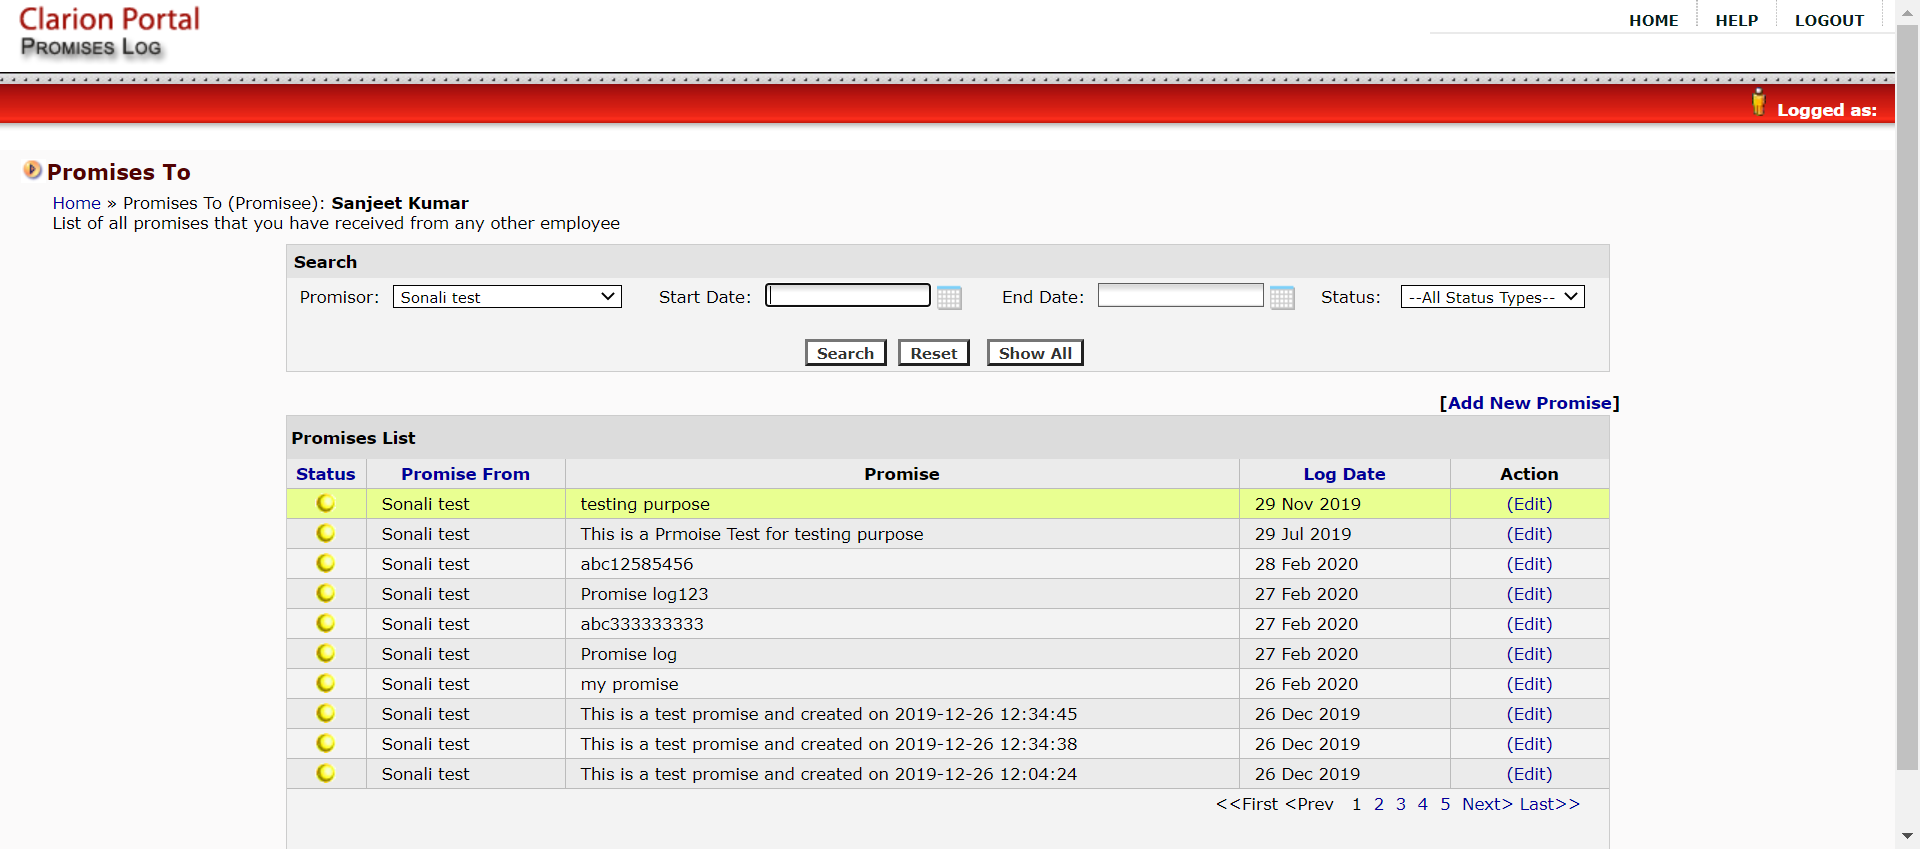 Clarion Portal
PROMISES LOG
HOME HELP LOGOUT
Logged as:
Promises To
Home » Promises To (Promisee): Sanjeet Kumar
List of all promises that you have received from any other employee
Search
Promisor: Sonali test Start Date: End Date: Status: --All Status Types--
Search Reset Show All
[Add New Promise]
Promises List
Status Promise From Promise Log Date Action
Sonali test testing purpose 29 Nov 2019 (Edit)
Sonali test This is a Prmoise Test for testing purpose 29 Jul 2019 (Edit)
Sonali test abc12585456 28 Feb 2020 (Edit)
Sonali test Promise log123 27 Feb 2020 (Edit)
Sonali test abc333333333 27 Feb 2020 (Edit)
Sonali test Promise log 27 Feb 2020 (Edit)
Sonali test my promise 26 Feb 2020 (Edit)
Sonali test This is a test promise and created on 2019-12-26 12:34:45 26 Dec 2019 (Edit)
Sonali test This is a test promise and created on 2019-12-26 12:34:38 26 Dec 2019 (Edit)
Sonali test This is a test promise and created on 2019-12-26 12:04:24 26 Dec 2019 (Edit)
<<First <Prev 1 2 3 4 5 Next> Last>>